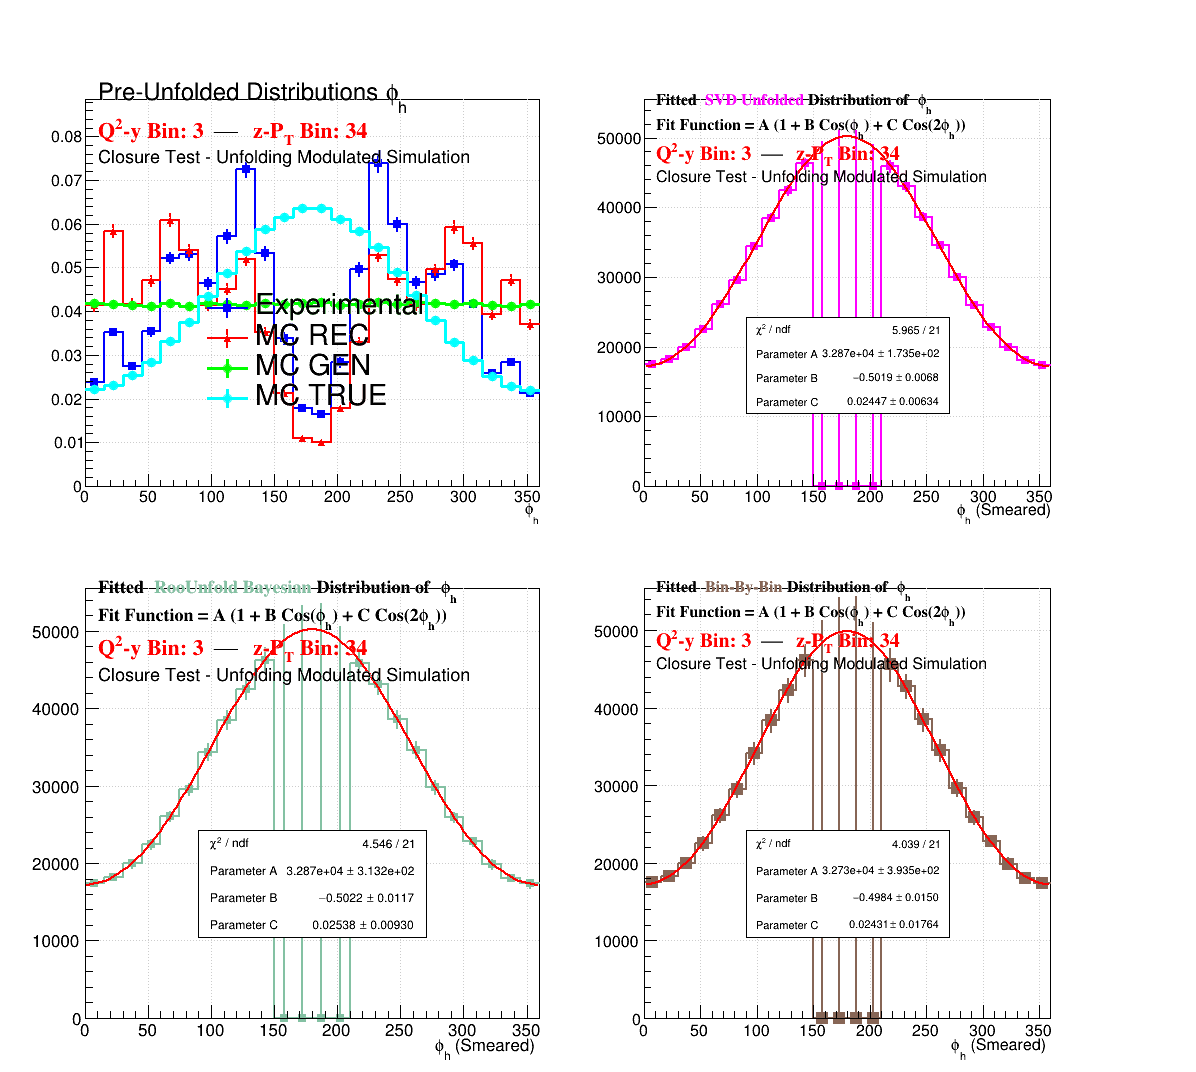 Pre-Unfolded Distributions ϕh
Q²-y Bin: 3 — z-PT Bin: 34
Closure Test - Unfolding Modulated Simulation
0.08
0.07
0.06
0.05
0.04
0.03
0.02
0.01
0
Experimental
MC REC
MC GEN
MC TRUE
0 50 100 150 200 250 300 350
ϕh
Fitted SVD Unfolded Distribution of ϕh
Fit Function = A (1 + B Cos(ϕh) + C Cos(2ϕh))
Q²-y Bin: 3 — z-PT Bin: 34
Closure Test - Unfolding Modulated Simulation
50000
40000
30000
20000
10000
0
χ² / ndf 5.965 / 21
Parameter A 3.287e+04 ± 1.735e+02
Parameter B −0.5019 ± 0.0068
Parameter C 0.02447 ± 0.00634
0 50 100 150 200 250 300 350
ϕh (Smeared)
Fitted RooUnfold Bayesian Distribution of ϕh
Fit Function = A (1 + B Cos(ϕh) + C Cos(2ϕh))
Q²-y Bin: 3 — z-PT Bin: 34
Closure Test - Unfolding Modulated Simulation
50000
40000
30000
20000
10000
0
χ² / ndf 4.546 / 21
Parameter A 3.287e+04 ± 3.132e+02
Parameter B −0.5022 ± 0.0117
Parameter C 0.02538 ± 0.00930
0 50 100 150 200 250 300 350
ϕh (Smeared)
Fitted Bin-By-Bin Distribution of ϕh
Fit Function = A (1 + B Cos(ϕh) + C Cos(2ϕh))
Q²-y Bin: 3 — z-PT Bin: 34
Closure Test - Unfolding Modulated Simulation
50000
40000
30000
20000
10000
0
χ² / ndf 4.039 / 21
Parameter A 3.273e+04 ± 3.935e+02
Parameter B −0.4984 ± 0.0150
Parameter C 0.02431 ± 0.01764
0 50 100 150 200 250 300 350
ϕh (Smeared)